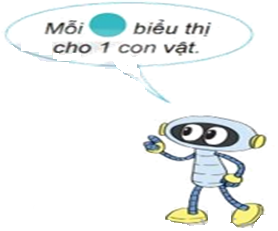 Mỗi biểu thị
cho 1 con vật.